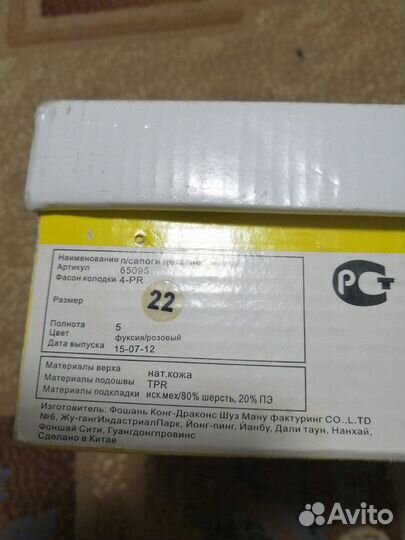 Наименование п/сапоги детские
Артикул 65095
Фасон колодки 4-PR
Размер 22
Полнота 5
Цвет фуксия/розовый
Дата выпуска 15-07-12
Материалы верха нат.кожа
Материалы подошвы TPR
Материалы подкладки иск.мех/80% шерсть, 20% ПЭ
Изготовитель: Фошань Конг-Драконс Шуз Ману фактуринг CO.,L.TD
№6, Жу-гангИндастриалПарк, Йонг-пинг, Йанбу, Дали таун, Нанхай,
Фоншай Сити, Гуангдонгпровинс
Сделано в Китае
РСТ
Avito